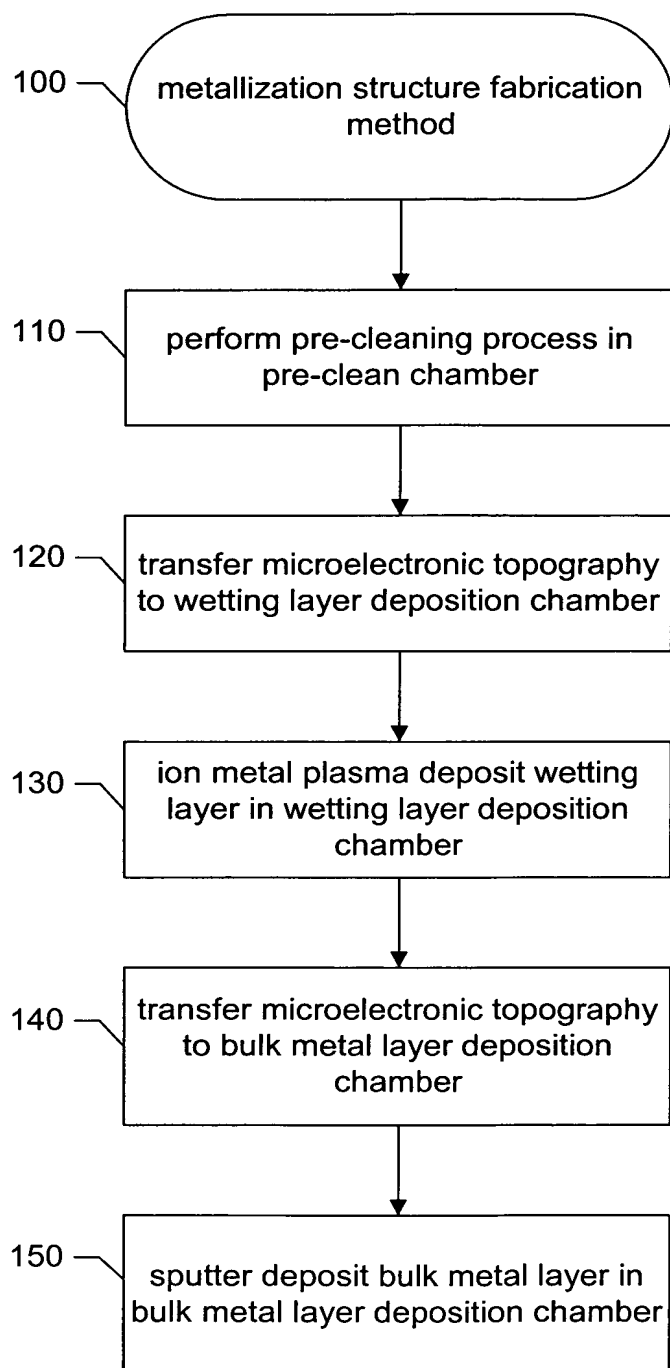 100
metallization structure fabrication
method
110
perform pre-cleaning process in
pre-clean chamber
120
transfer microelectronic topography
to wetting layer deposition chamber
130
ion metal plasma deposit wetting
layer in wetting layer deposition
chamber
140
transfer microelectronic topography
to bulk metal layer deposition
chamber
150
sputter deposit bulk metal layer in
bulk metal layer deposition chamber